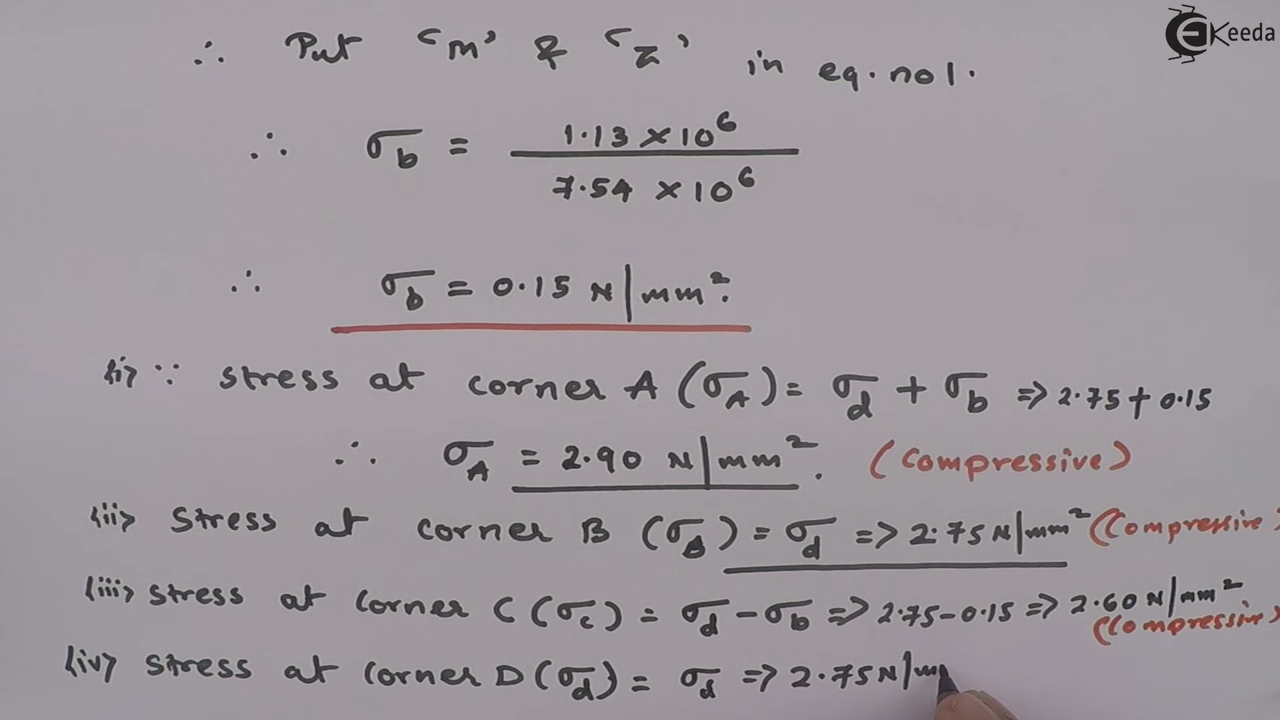 EKeeda
∴ Put 'M' & 'Z' in eq. no 1.
∴ σb = 1.13 × 10⁶
7.54 × 10⁶
∴ σb = 0.15 N/mm².
(i) ∵ stress at corner A (σA) = σd + σb => 2.75 + 0.15
∴ σA = 2.90 N/mm². (compressive)
(ii) Stress at corner B (σB) = σd => 2.75 N/mm² (Compressive)
(iii) stress at corner C (σc) = σd − σb => 2.75 − 0.15 => 2.60 N/mm²
(Compressive)
(iv) stress at corner D (σd) = σd => 2.75 N/mm